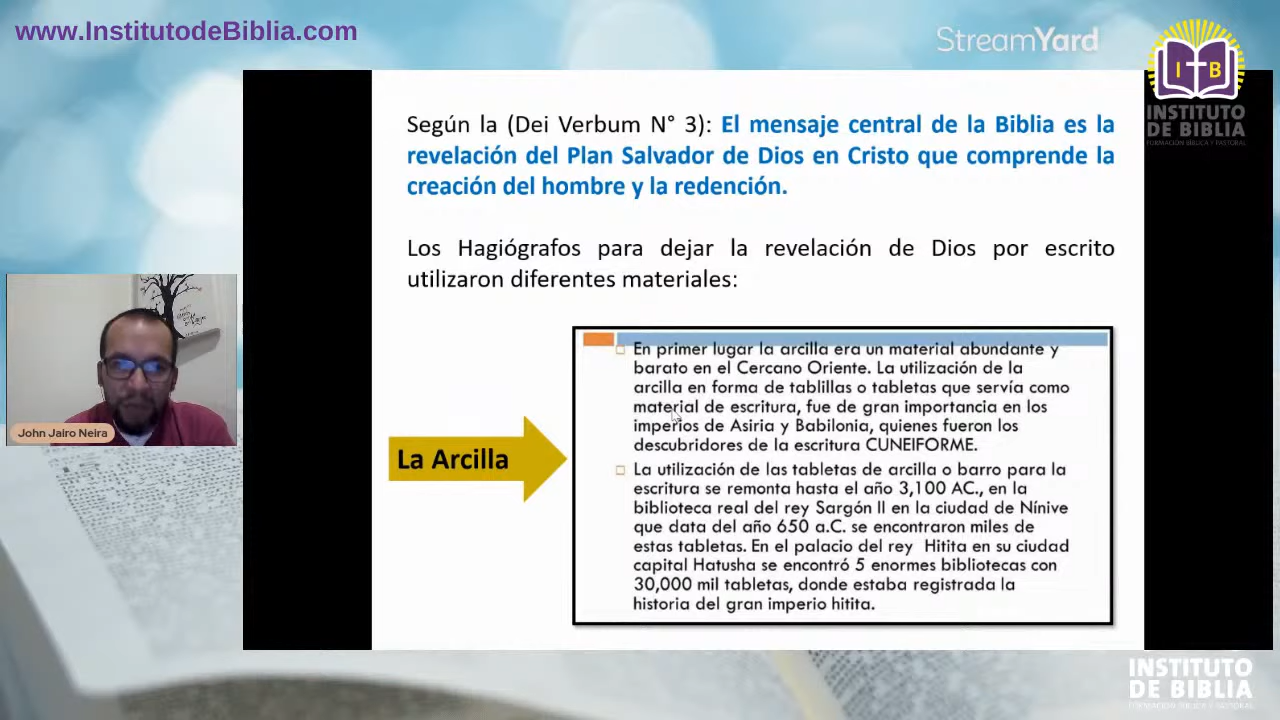 www.InstitutodeBiblia.com
StreamYard
I B
INSTITUTO
DE BIBLIA
FORMACIÓN BÍBLICA Y PASTORAL
Según la (Dei Verbum N° 3): El mensaje central de la Biblia es la
revelación del Plan Salvador de Dios en Cristo que comprende la
creación del hombre y la redención.
Los Hagiógrafos para dejar la revelación de Dios por escrito
utilizaron diferentes materiales:
La Arcilla
En primer lugar la arcilla era un material abundante y
barato en el Cercano Oriente. La utilización de la
arcilla en forma de tablillas o tabletas que servía como
material de escritura, fue de gran importancia en los
imperios de Asiria y Babilonia, quienes fueron los
descubridores de la escritura CUNEIFORME.
La utilización de las tabletas de arcilla o barro para la
escritura se remonta hasta el año 3,100 AC., en la
biblioteca real del rey Sargón II en la ciudad de Nínive
que data del año 650 a.C. se encontraron miles de
estas tabletas. En el palacio del rey Hitita en su ciudad
capital Hatusha se encontró 5 enormes bibliotecas con
30,000 mil tabletas, donde estaba registrada la
historia del gran imperio hitita.
John Jairo Neira
INSTITUTO
DE BIBLIA
FORMACIÓN BÍBLICA Y PASTORAL